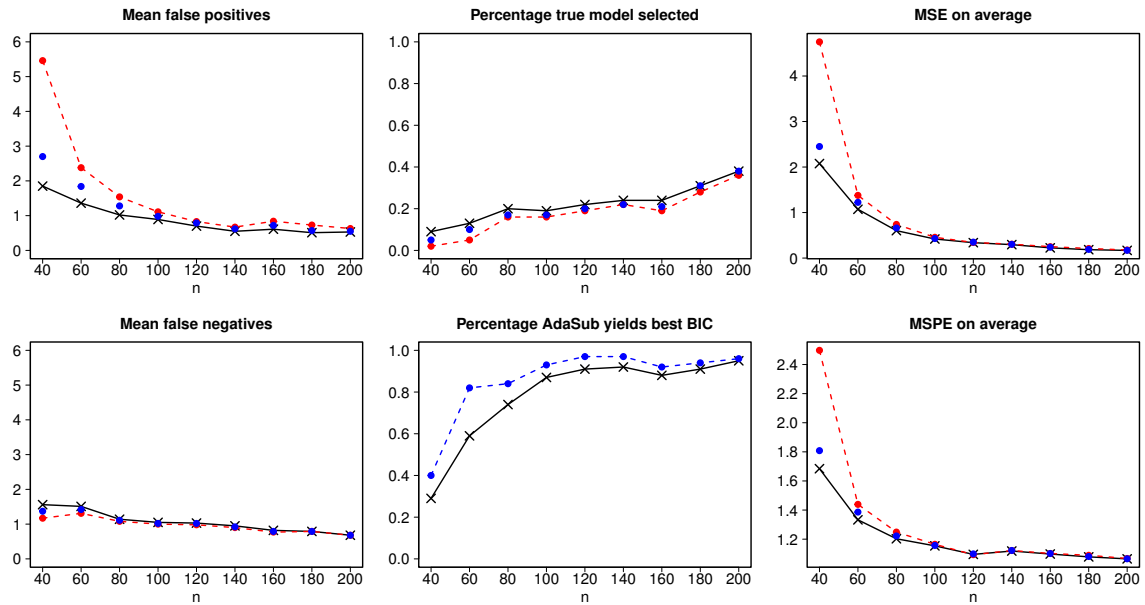 Mean false positives
6
5
4
3
2
1
0
40 60 80 100 120 140 160 180 200
n
Percentage true model selected
1.0
0.8
0.6
0.4
0.2
0.0
40 60 80 100 120 140 160 180 200
n
MSE on average
4
3
2
1
0
40 60 80 100 120 140 160 180 200
n
Mean false negatives
6
5
4
3
2
1
0
40 60 80 100 120 140 160 180 200
n
Percentage AdaSub yields best BIC
1.0
0.8
0.6
0.4
0.2
0.0
40 60 80 100 120 140 160 180 200
n
MSPE on average
2.4
2.2
2.0
1.8
1.6
1.4
1.2
40 60 80 100 120 140 160 180 200
n